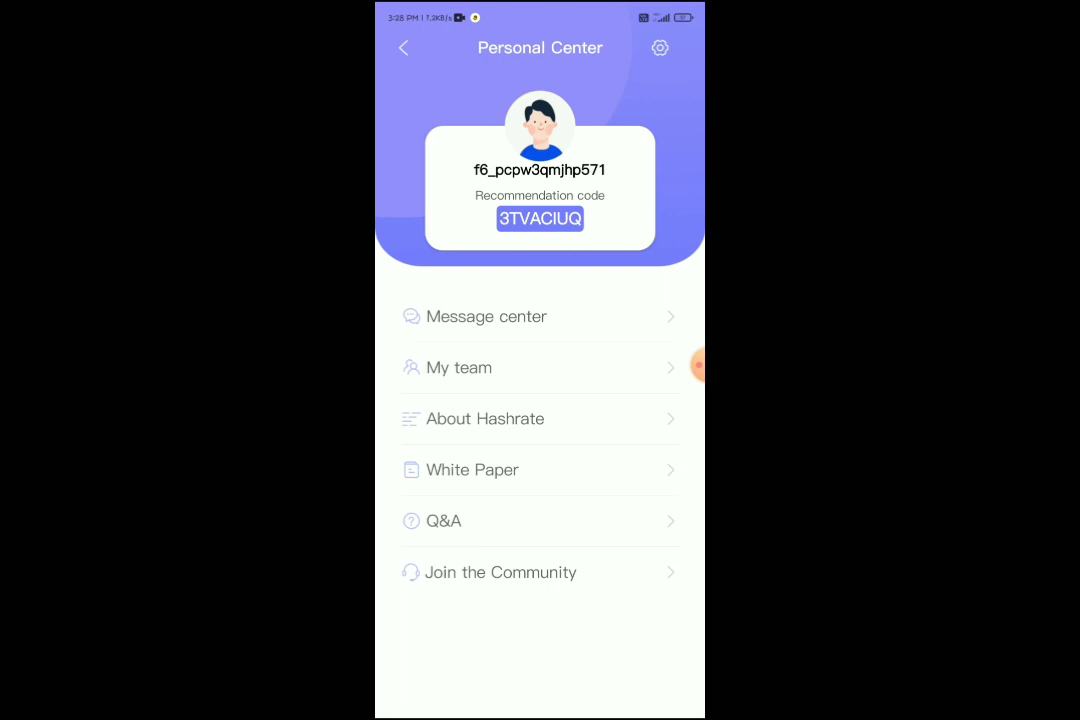 3:28 PM | 7.2KB/s
Personal Center
f6_pcpw3qmjhp571
Recommendation code
3TVACIUQ
Message center
My team
About Hashrate
White Paper
Q&A
Join the Community